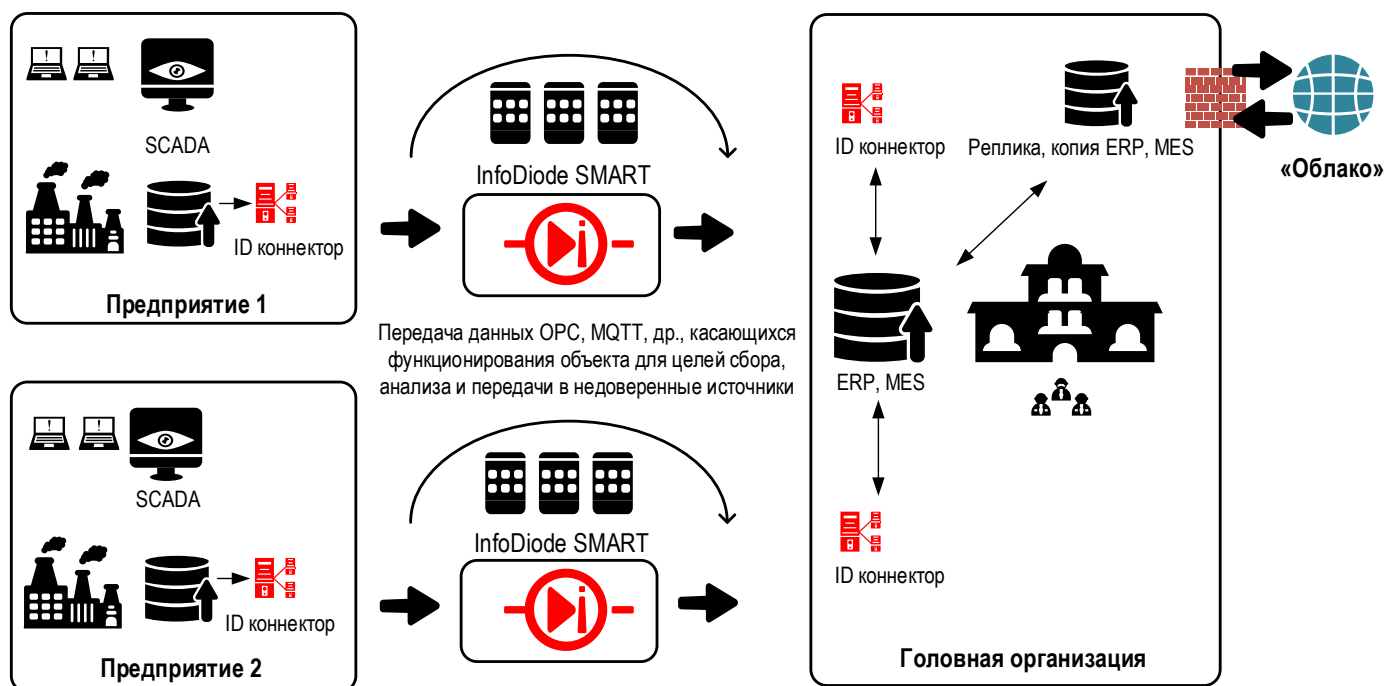 SCADA
ID коннектор
Предприятие 1
InfoDiode SMART
Передача данных OPC, MQTT, др., касающихся
функционирования объекта для целей сбора,
анализа и передачи в недоверенные источники
SCADA
ID коннектор
Предприятие 2
InfoDiode SMART
ID коннектор
Реплика, копия ERP, MES
«Облако»
ERP, MES
ID коннектор
Головная организация